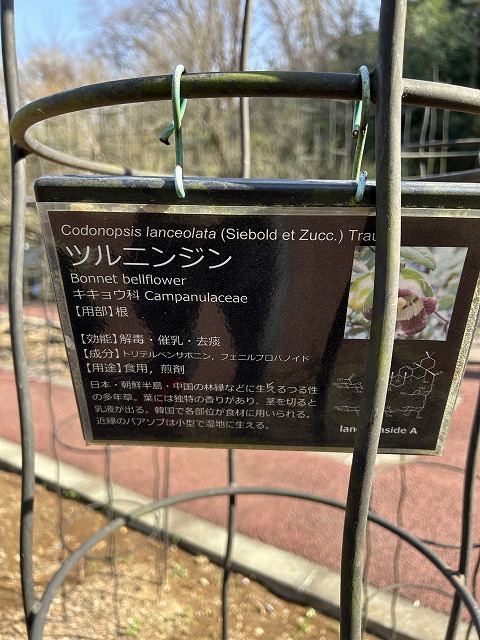 Codonopsis lanceolata (Siebold et Zucc.)
ツルニンジン
Bonnet bellflower
キキョウ科 Campanulaceae
【用部】根
【効能】解毒・催乳・去痰
【成分】トリテルペンサポニン，フェニルプロパノイド
【用途】食用，煎剤
日本・朝鮮半島・中国の林縁などに生えるつる性
の多年草。葉には独特の香りがあり、茎を切ると
乳液が出る。韓国で各部位が食材に用いられる。
近縁のバアソブは小型で湿地に生える。
A